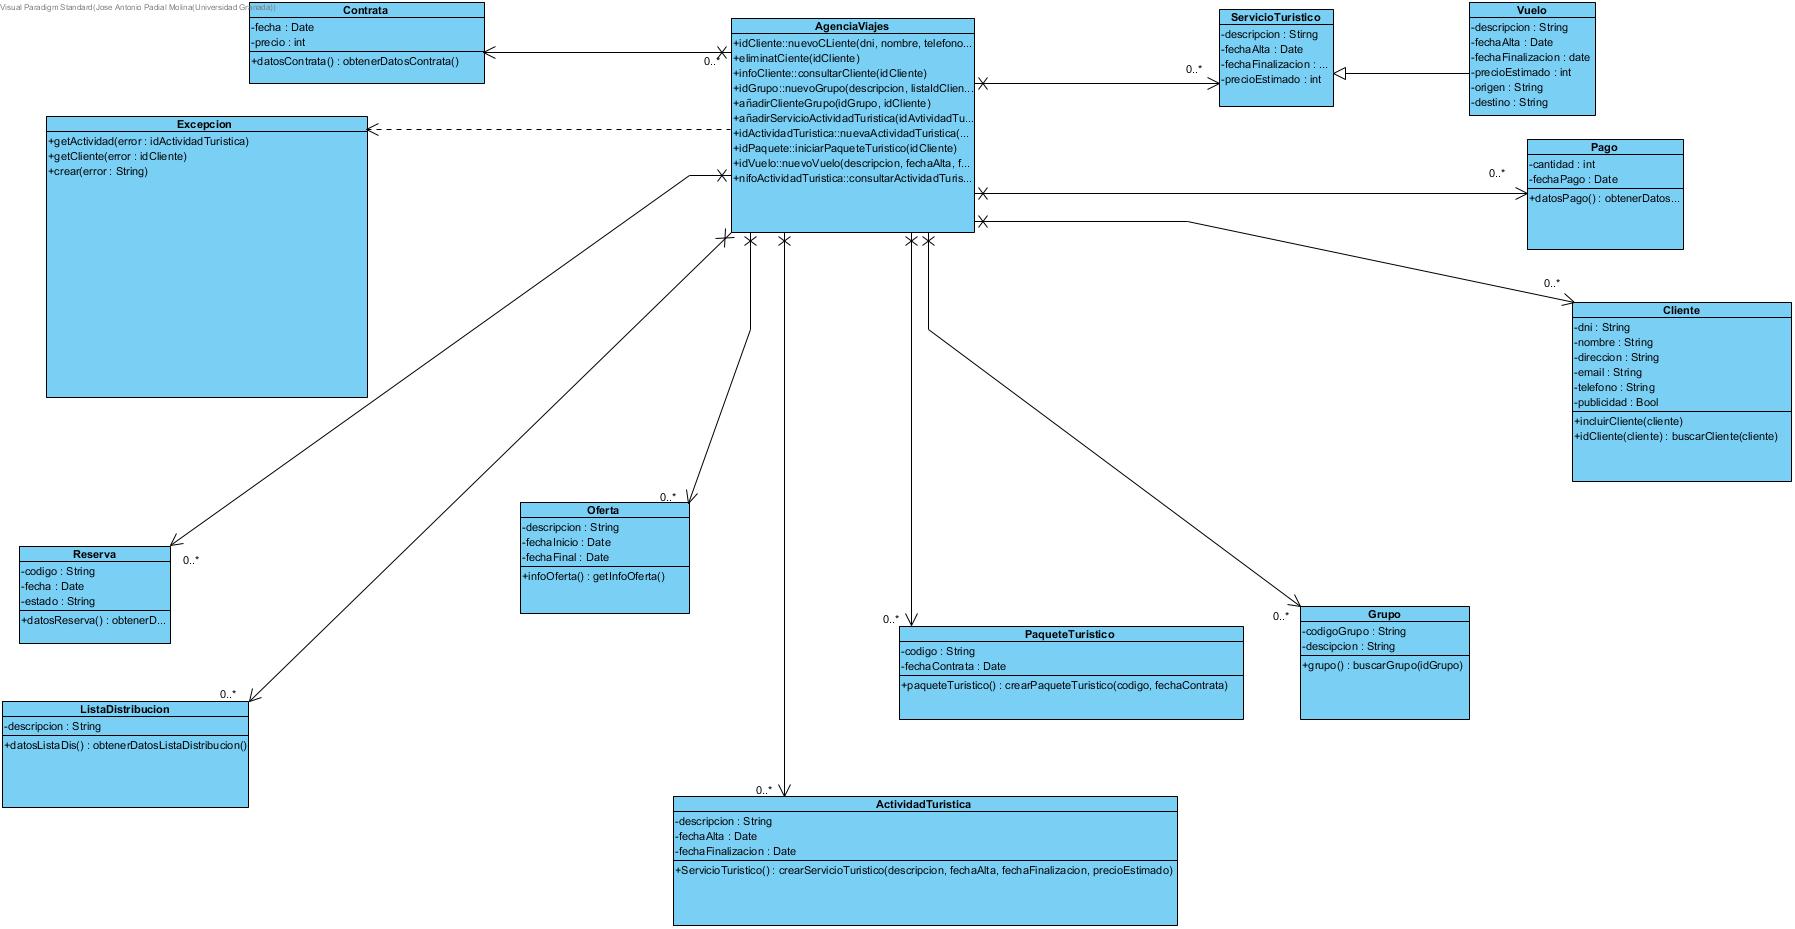 Visual Paradigm Standard(Jose Antonio Padial Molina(Universidad Granada))
Contrata
-fecha : Date
-precio : int
+datosContrata() : obtenerDatosContrata()
0..*
AgenciaViajes
+idCliente::nuevoCLiente(dni, nombre, telefono...
+eliminatCiente(idCliente)
+infoCliente::consultarCliente(idCliente)
+idGrupo::nuevoGrupo(descripcion, listaIdClien...
+añadirClienteGrupo(idGrupo, idCliente)
+añadirServicioActividadTuristica(idAvtividadTu...
+idActividadTuristica::nuevaActividadTuristica(...
+idPaquete::iniciarPaqueteTuristico(idCliente)
+idVuelo::nuevoVuelo(descripcion, fechaAlta, f...
+nifoActividadTuristica::consultarActividadTuris...
0..*
ServicioTuristico
-descripcion : Stirng
-fechaAlta : Date
-fechaFinalizacion : ...
-precioEstimado : int
Vuelo
-descripcion : String
-fechaAlta : Date
-fechaFinalizacion : date
-precioEstimado : int
-origen : String
-destino : String
Excepcion
+getActividad(error : idActividadTuristica)
+getCliente(error : idCliente)
+crear(error : String)
0..*
Pago
-cantidad : int
-fechaPago : Date
+datosPago() : obtenerDatos...
0..*
Cliente
-dni : String
-nombre : String
-direccion : String
-email : String
-telefono : String
-publicidad : Bool
+incluirCliente(cliente)
+idCliente(cliente) : buscarCliente(cliente)
0..*
Oferta
-descripcion : String
-fechaInicio : Date
-fechaFinal : Date
+infoOferta() : getInfoOferta()
Reserva
-codigo : String
-fecha : Date
-estado : String
+datosReserva() : obtenerD...
0..*
0..*
PaqueteTuristico
-codigo : String
-fechaContrata : Date
+paqueteTuristico() : crearPaqueteTuristico(codigo, fechaContrata)
0..*
Grupo
-codigoGrupo : String
-descipcion : String
+grupo() : buscarGrupo(idGrupo)
0..*
ListaDistribucion
-descripcion : String
+datosListaDis() : obtenerDatosListaDistribucion()
0..*
ActividadTuristica
-descripcion : String
-fechaAlta : Date
-fechaFinalizacion : Date
+ServicioTuristico() : crearServicioTuristico(descripcion, fechaAlta, fechaFinalizacion, precioEstimado)